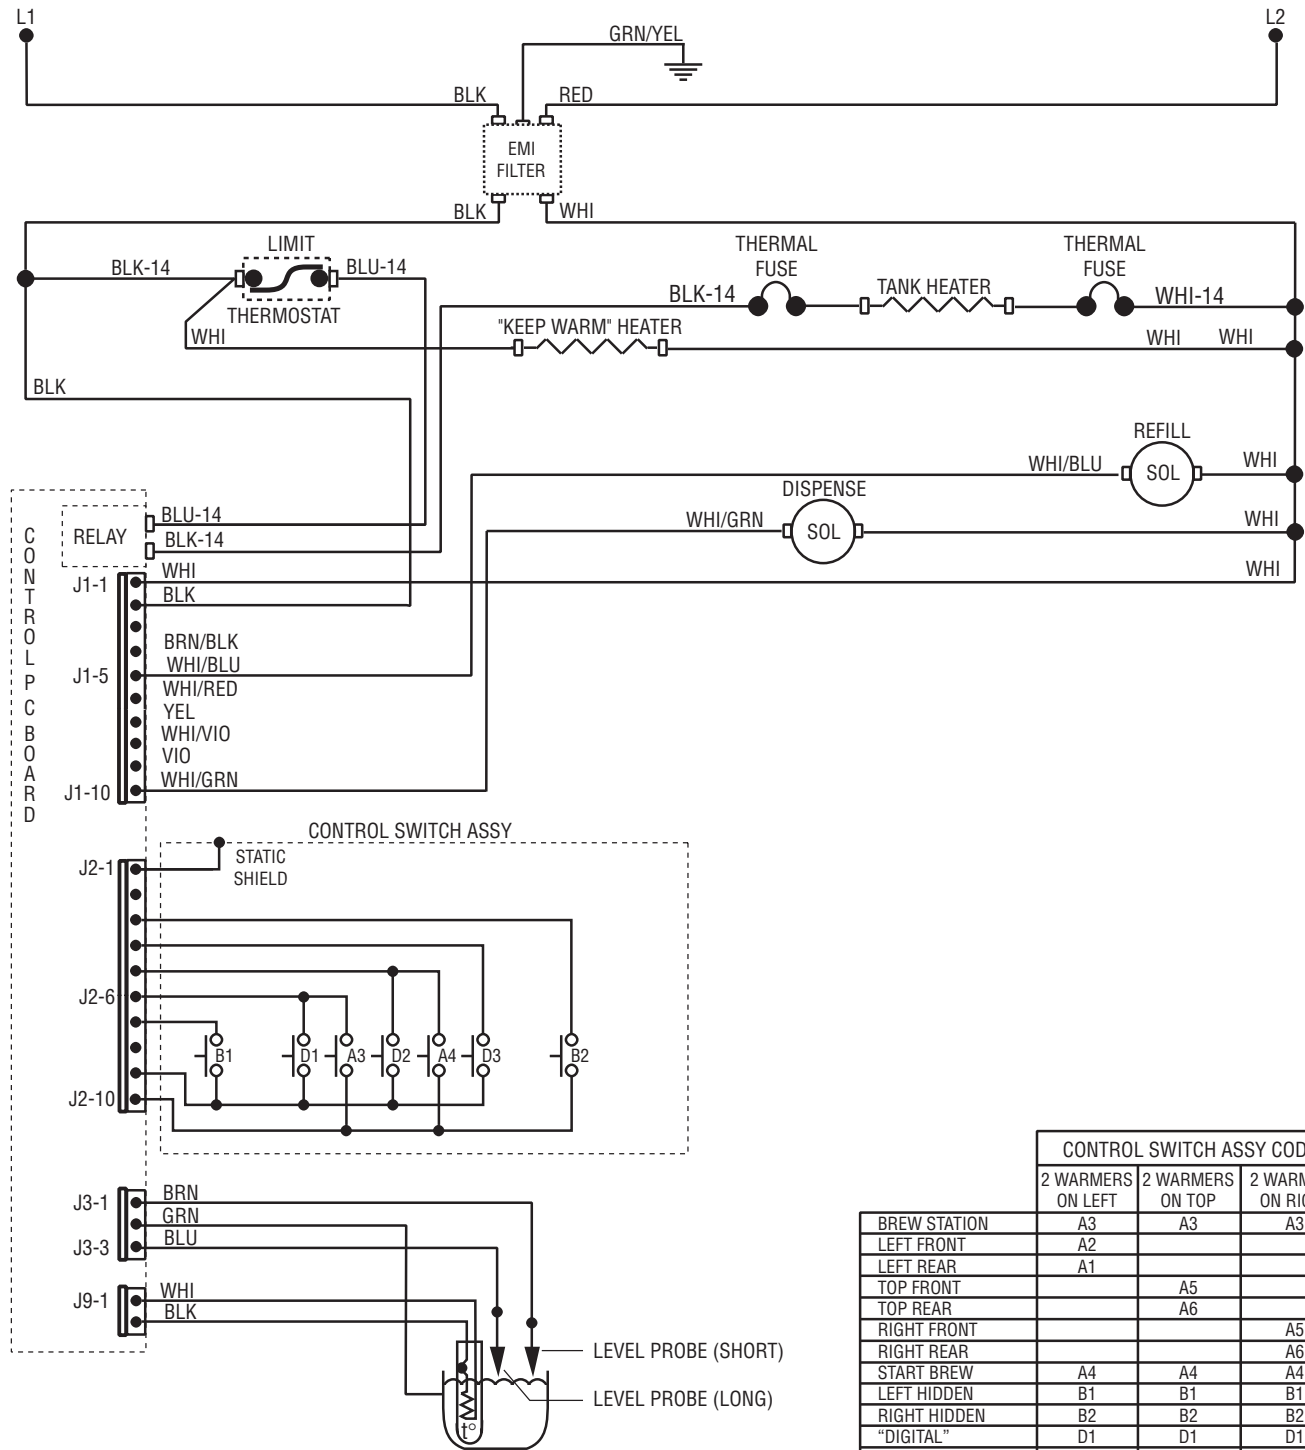 L1
L2
GRN/YEL
BLK
RED
EMI
FILTER
BLK
WHI
LIMIT
THERMOSTAT
BLK-14
BLU-14
WHI
THERMAL
FUSE
THERMAL
FUSE
BLK-14
TANK HEATER
WHI-14
"KEEP WARM" HEATER
WHI
WHI
BLK
REFILL
WHI/BLU
SOL
WHI
DISPENSE
WHI/GRN
SOL
WHI
CONTROL P C BOARD
RELAY
BLU-14
BLK-14
J1-1
WHI
WHI
BLK
BRN/BLK
WHI/BLU
J1-5
WHI/RED
YEL
WHI/VIO
VIO
WHI/GRN
J1-10
CONTROL SWITCH ASSY
J2-1
STATIC
SHIELD
J2-6
B1 D1 A3 D2 A4 D3 B2
J2-10
J3-1
BRN
GRN
J3-3
BLU
J9-1
WHI
BLK
LEVEL PROBE (SHORT)
LEVEL PROBE (LONG)
t°
CONTROL SWITCH ASSY COD
2 WARMERS
ON LEFT
2 WARMERS
ON TOP
2 WARM
ON RIG
BREW STATION A3 A3 A3
LEFT FRONT A2
LEFT REAR A1
TOP FRONT A5
TOP REAR A6
RIGHT FRONT A5
RIGHT REAR A6
START BREW A4 A4 A4
LEFT HIDDEN B1 B1 B1
RIGHT HIDDEN B2 B2 B2
“DIGITAL” D1 D1 D1